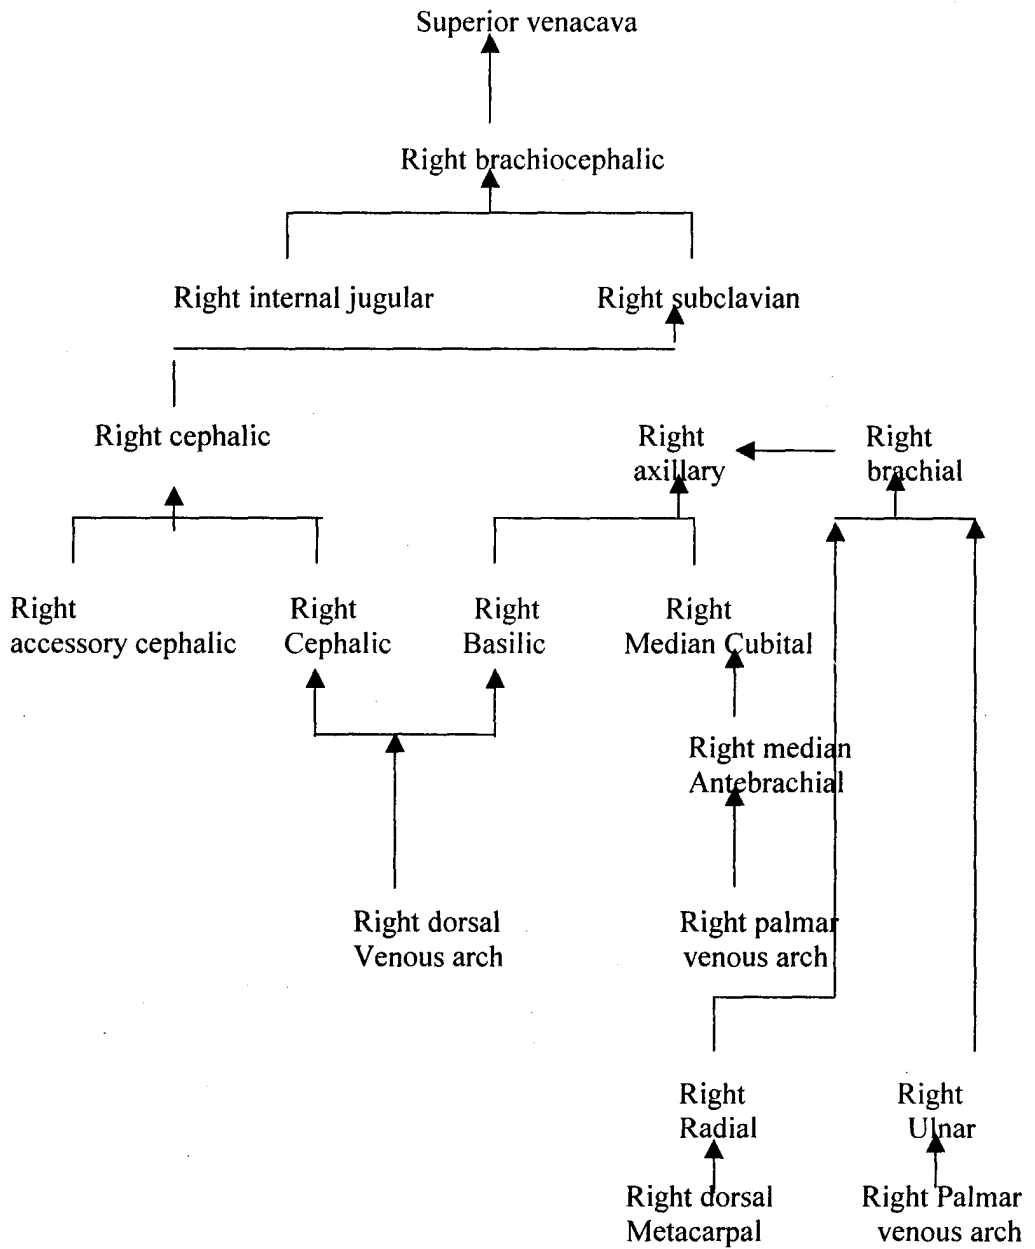 Superior venacava
Right brachiocephalic
Right internal jugular
Right subclavian
Right cephalic
Right
axillary
Right
brachial
Right
accessory cephalic
Right
Cephalic
Right
Basilic
Right
Median Cubital
Right median
Antebrachial
Right dorsal
Venous arch
Right palmar
venous arch
Right
Radial
Right
Ulnar
Right dorsal
Metacarpal
Right Palmar
venous arch